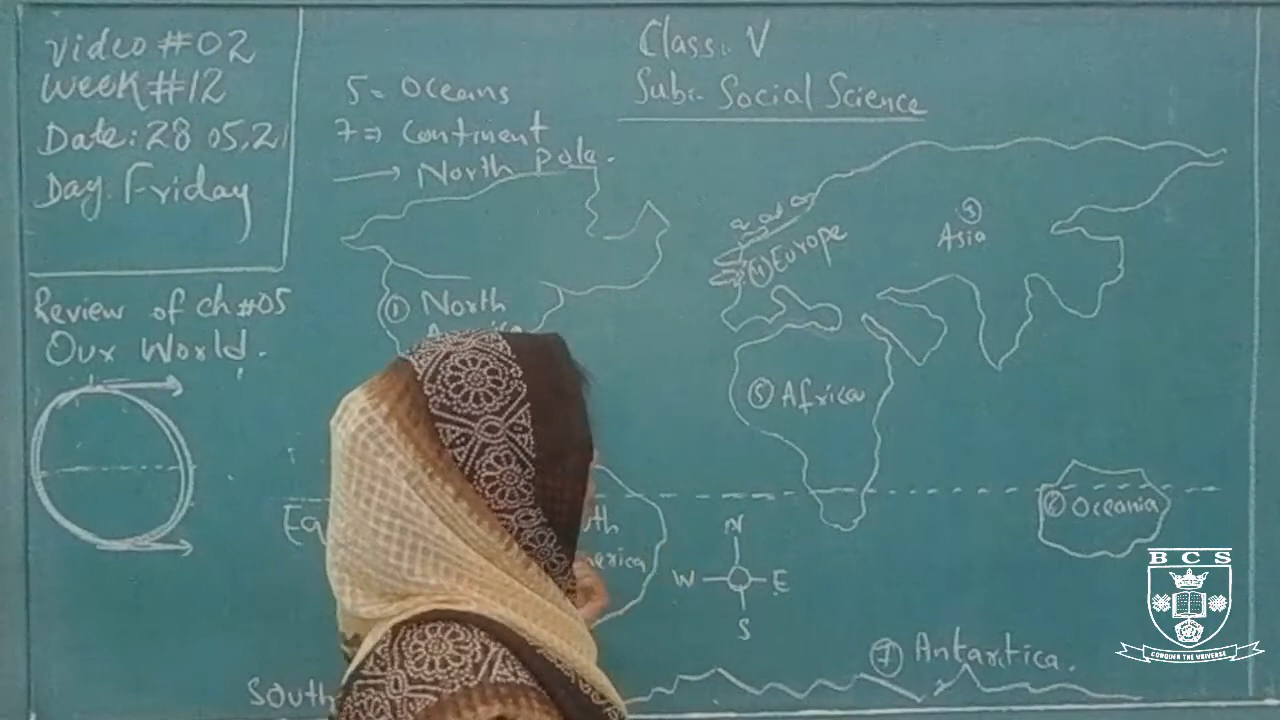 Video #02
Week #12
Date: 28 05, 21
Day. Friday
Review of ch #05
Our World.
Class:. V
Sub:- Social Science
5 = Oceans
7 => Continent
→ North Pole.
① North
② Asia
④ Europe
⑤ Africa
⑥ Oceania
⑦ Antarctica.
N
W E
S
South
B C S
CONQUER THE UNIVERSE